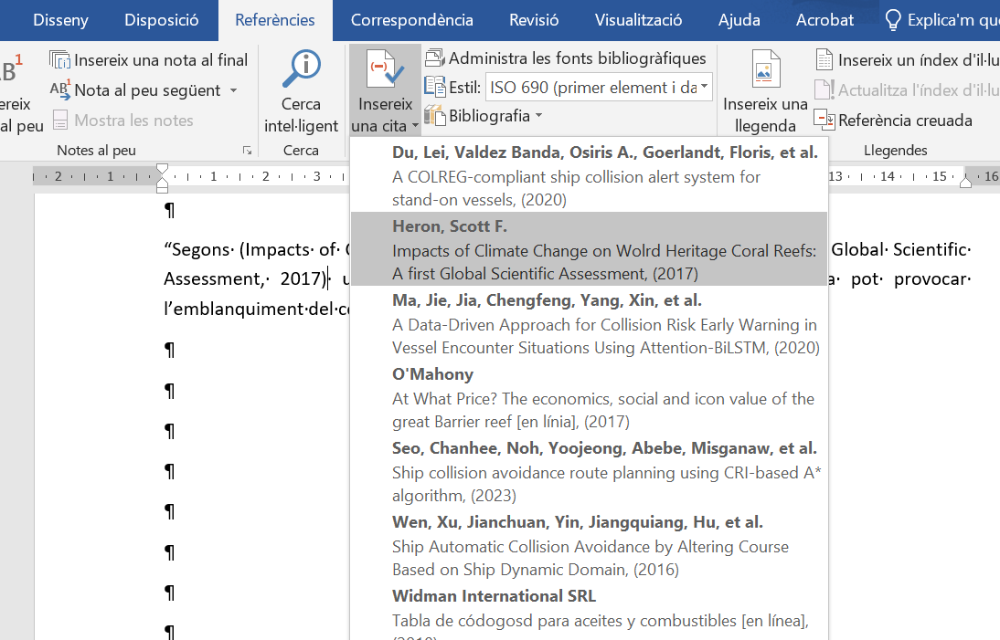 Disseny Disposició Referències Correspondència Revisió Visualització Ajuda Acrobat Explica'm què
Insereix una nota al final
AB1 Nota al peu següent
Mostra les notes
al peu
Notes al peu
Cerca
intel·ligent
Cerca
Insereix
una cita
Administra les fonts bibliogràfiques
Estil: ISO 690 (primer element i da
Bibliografia
Insereix una
llegenda
Insereix un índex d'il·lu
Actualitza l'índex d'il·lu
Referència creuada
Llegendes
2 1 1 2 3 13 14 15 16
¶
“Segons (Impacts of Global Scientific
Assessment, 2017) pot provocar
l’emblanquiment del
¶
¶
¶
¶
¶
¶
¶
¶
Du, Lei, Valdez Banda, Osiris A., Goerlandt, Floris, et al.
A COLREG-compliant ship collision alert system for
stand-on vessels, (2020)
Heron, Scott F.
Impacts of Climate Change on Wolrd Heritage Coral Reefs:
A first Global Scientific Assessment, (2017)
Ma, Jie, Jia, Chengfeng, Yang, Xin, et al.
A Data-Driven Approach for Collision Risk Early Warning in
Vessel Encounter Situations Using Attention-BiLSTM, (2020)
O'Mahony
At What Price? The economics, social and icon value of the
great Barrier reef [en línia], (2017)
Seo, Chanhee, Noh, Yoojeong, Abebe, Misganaw, et al.
Ship collision avoidance route planning using CRI-based A*
algorithm, (2023)
Wen, Xu, Jianchuan, Yin, Jiangquiang, Hu, et al.
Ship Automatic Collision Avoidance by Altering Course
Based on Ship Dynamic Domain, (2016)
Widman International SRL
Tabla de códogosd para aceites y combustibles [en línea],